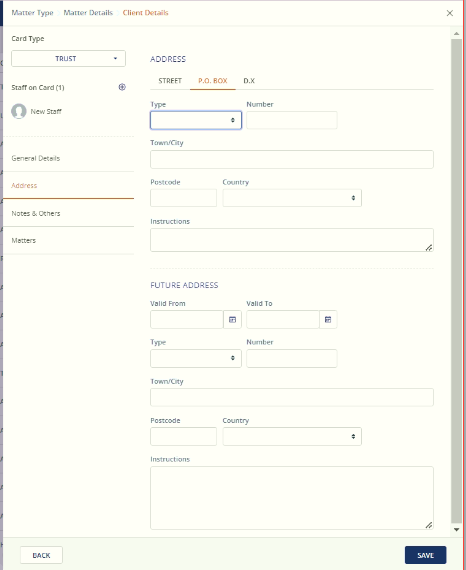 Matter Type Matter Details Client Details
Card Type
TRUST
Staff on Card (1)
New Staff
General Details
Address
Notes & Others
Matters
ADDRESS
STREET P.O. BOX D.X
Type Number
Town/City
Postcode Country
Instructions
FUTURE ADDRESS
Valid From Valid To
Type Number
Town/City
Postcode Country
Instructions
BACK SAVE